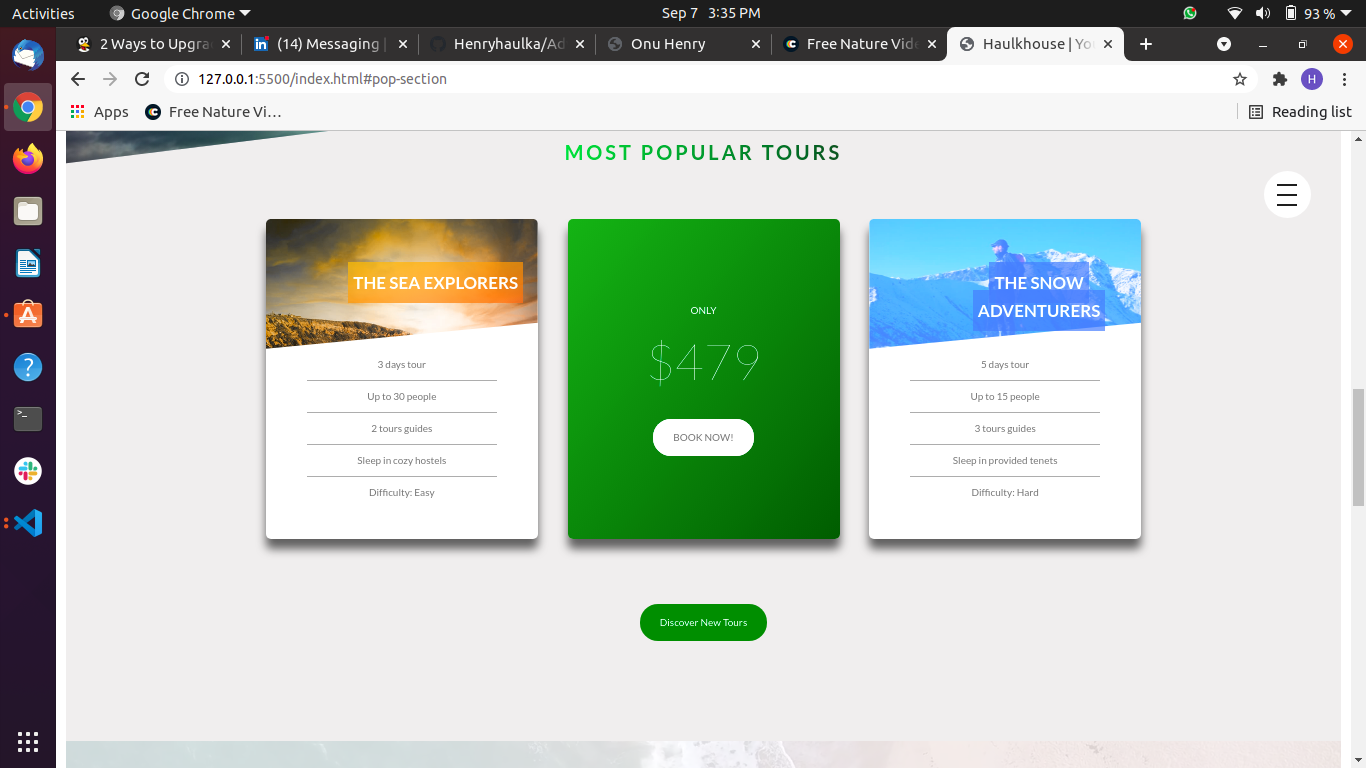 Activities
Google Chrome
Sep 7 3:35 PM
93 %
2 Ways to Upgra
(14) Messaging |
Henryhaulka/Ad
Onu Henry
Free Nature Vide
Haulkhouse | Yo
127.0.0.1:5500/index.html#pop-section
H
Apps
Free Nature Vi…
Reading list
MOST POPULAR TOURS
THE SEA EXPLORERS
3 days tour
Up to 30 people
2 tours guides
Sleep in cozy hostels
Difficulty: Easy
ONLY
$479
BOOK NOW!
THE SNOW
ADVENTURERS
5 days tour
Up to 15 people
3 tours guides
Sleep in provided tenets
Difficulty: Hard
Discover New Tours